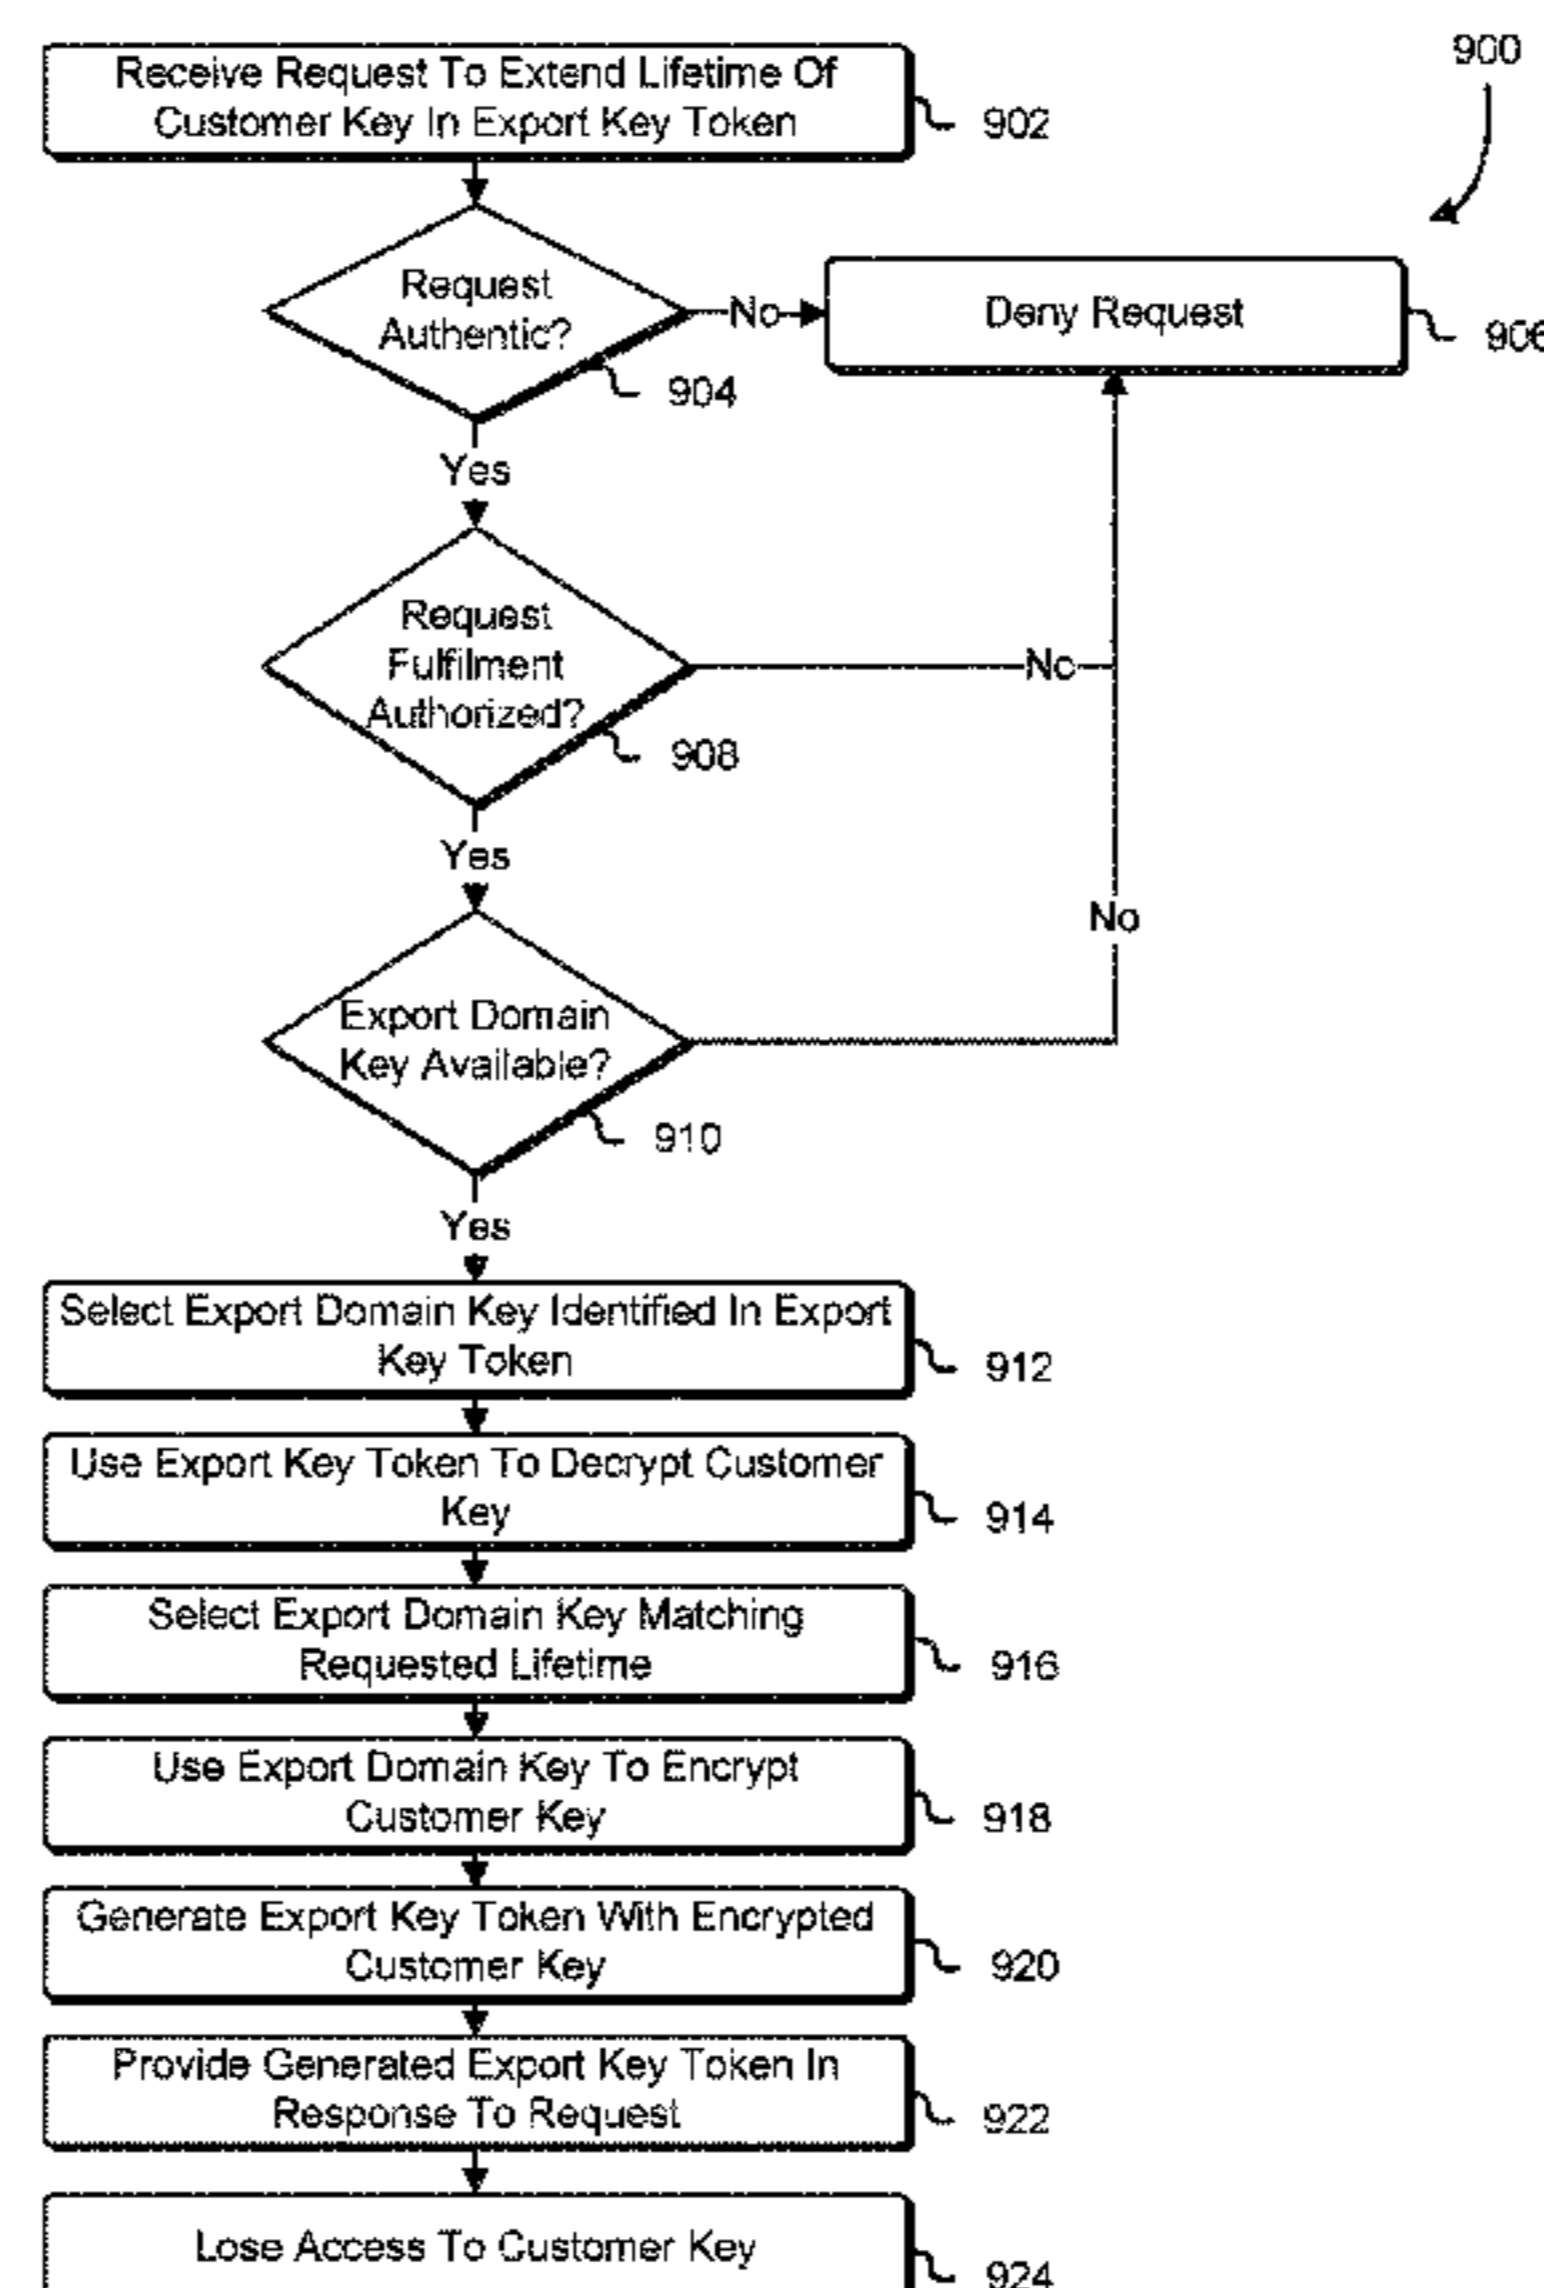 900
Receive Request To Extend Lifetime Of
Customer Key In Export Key Token
902
Request
Authentic?
904
No
Deny Request
906
Yes
Request
Fulfilment
Authorized?
908
No
Yes
Export Domain
Key Available?
910
No
Yes
Select Export Domain Key Identified In Export
Key Token
912
Use Export Key Token To Decrypt Customer
Key
914
Select Export Domain Key Matching
Requested Lifetime
916
Use Export Domain Key To Encrypt
Customer Key
918
Generate Export Key Token With Encrypted
Customer Key
920
Provide Generated Export Key Token In
Response To Request
922
Lose Access To Customer Key
924